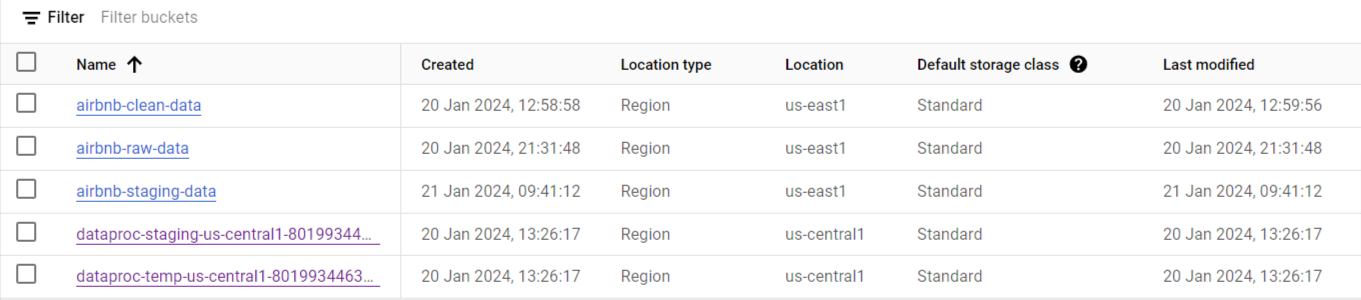 Filter Filter buckets
Name Created Location type Location Default storage class ? Last modified
airbnb-clean-data 20 Jan 2024, 12:58:58 Region us-east1 Standard 20 Jan 2024, 12:59:56
airbnb-raw-data 20 Jan 2024, 21:31:48 Region us-east1 Standard 20 Jan 2024, 21:31:48
airbnb-staging-data 21 Jan 2024, 09:41:12 Region us-east1 Standard 21 Jan 2024, 09:41:12
dataproc-staging-us-central1-80199344... 20 Jan 2024, 13:26:17 Region us-central1 Standard 20 Jan 2024, 13:26:17
dataproc-temp-us-central1-8019934463... 20 Jan 2024, 13:26:17 Region us-central1 Standard 20 Jan 2024, 13:26:17